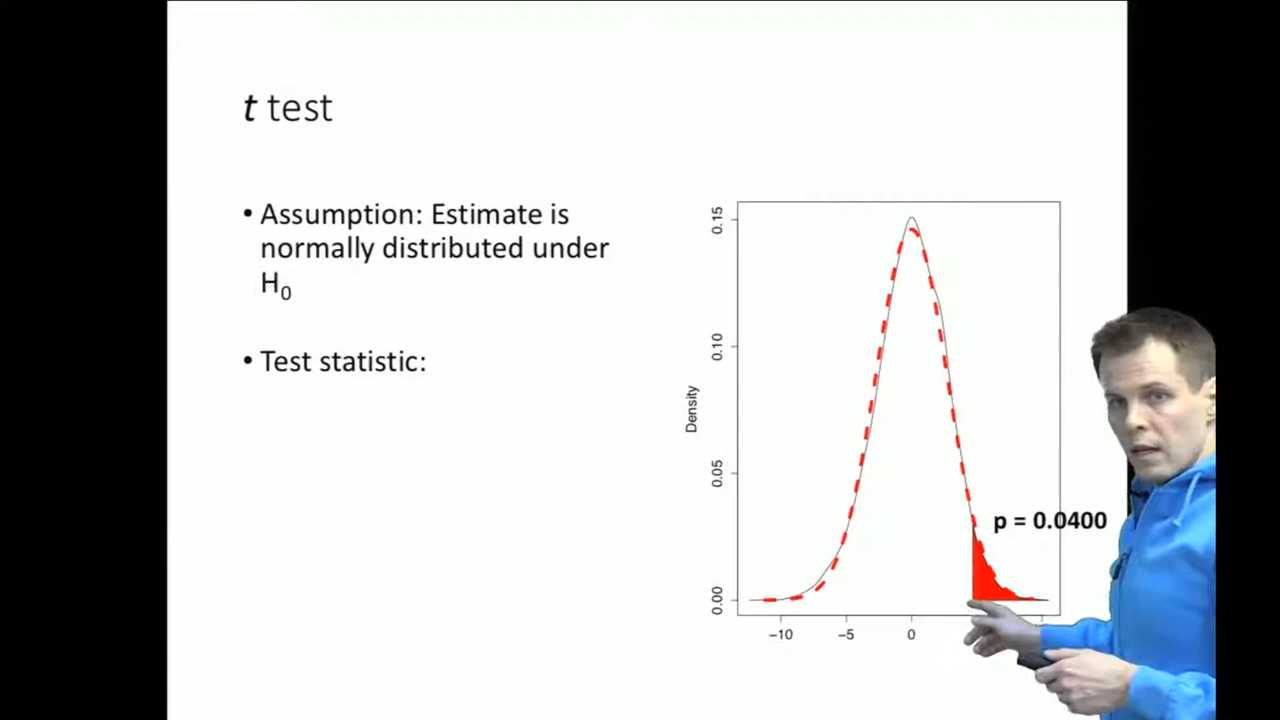 t test
• Assumption: Estimate is
normally distributed under
H₀
• Test statistic:
Density
0.15
0.10
0.05
0.00
p = 0.0400
−10
−5
0